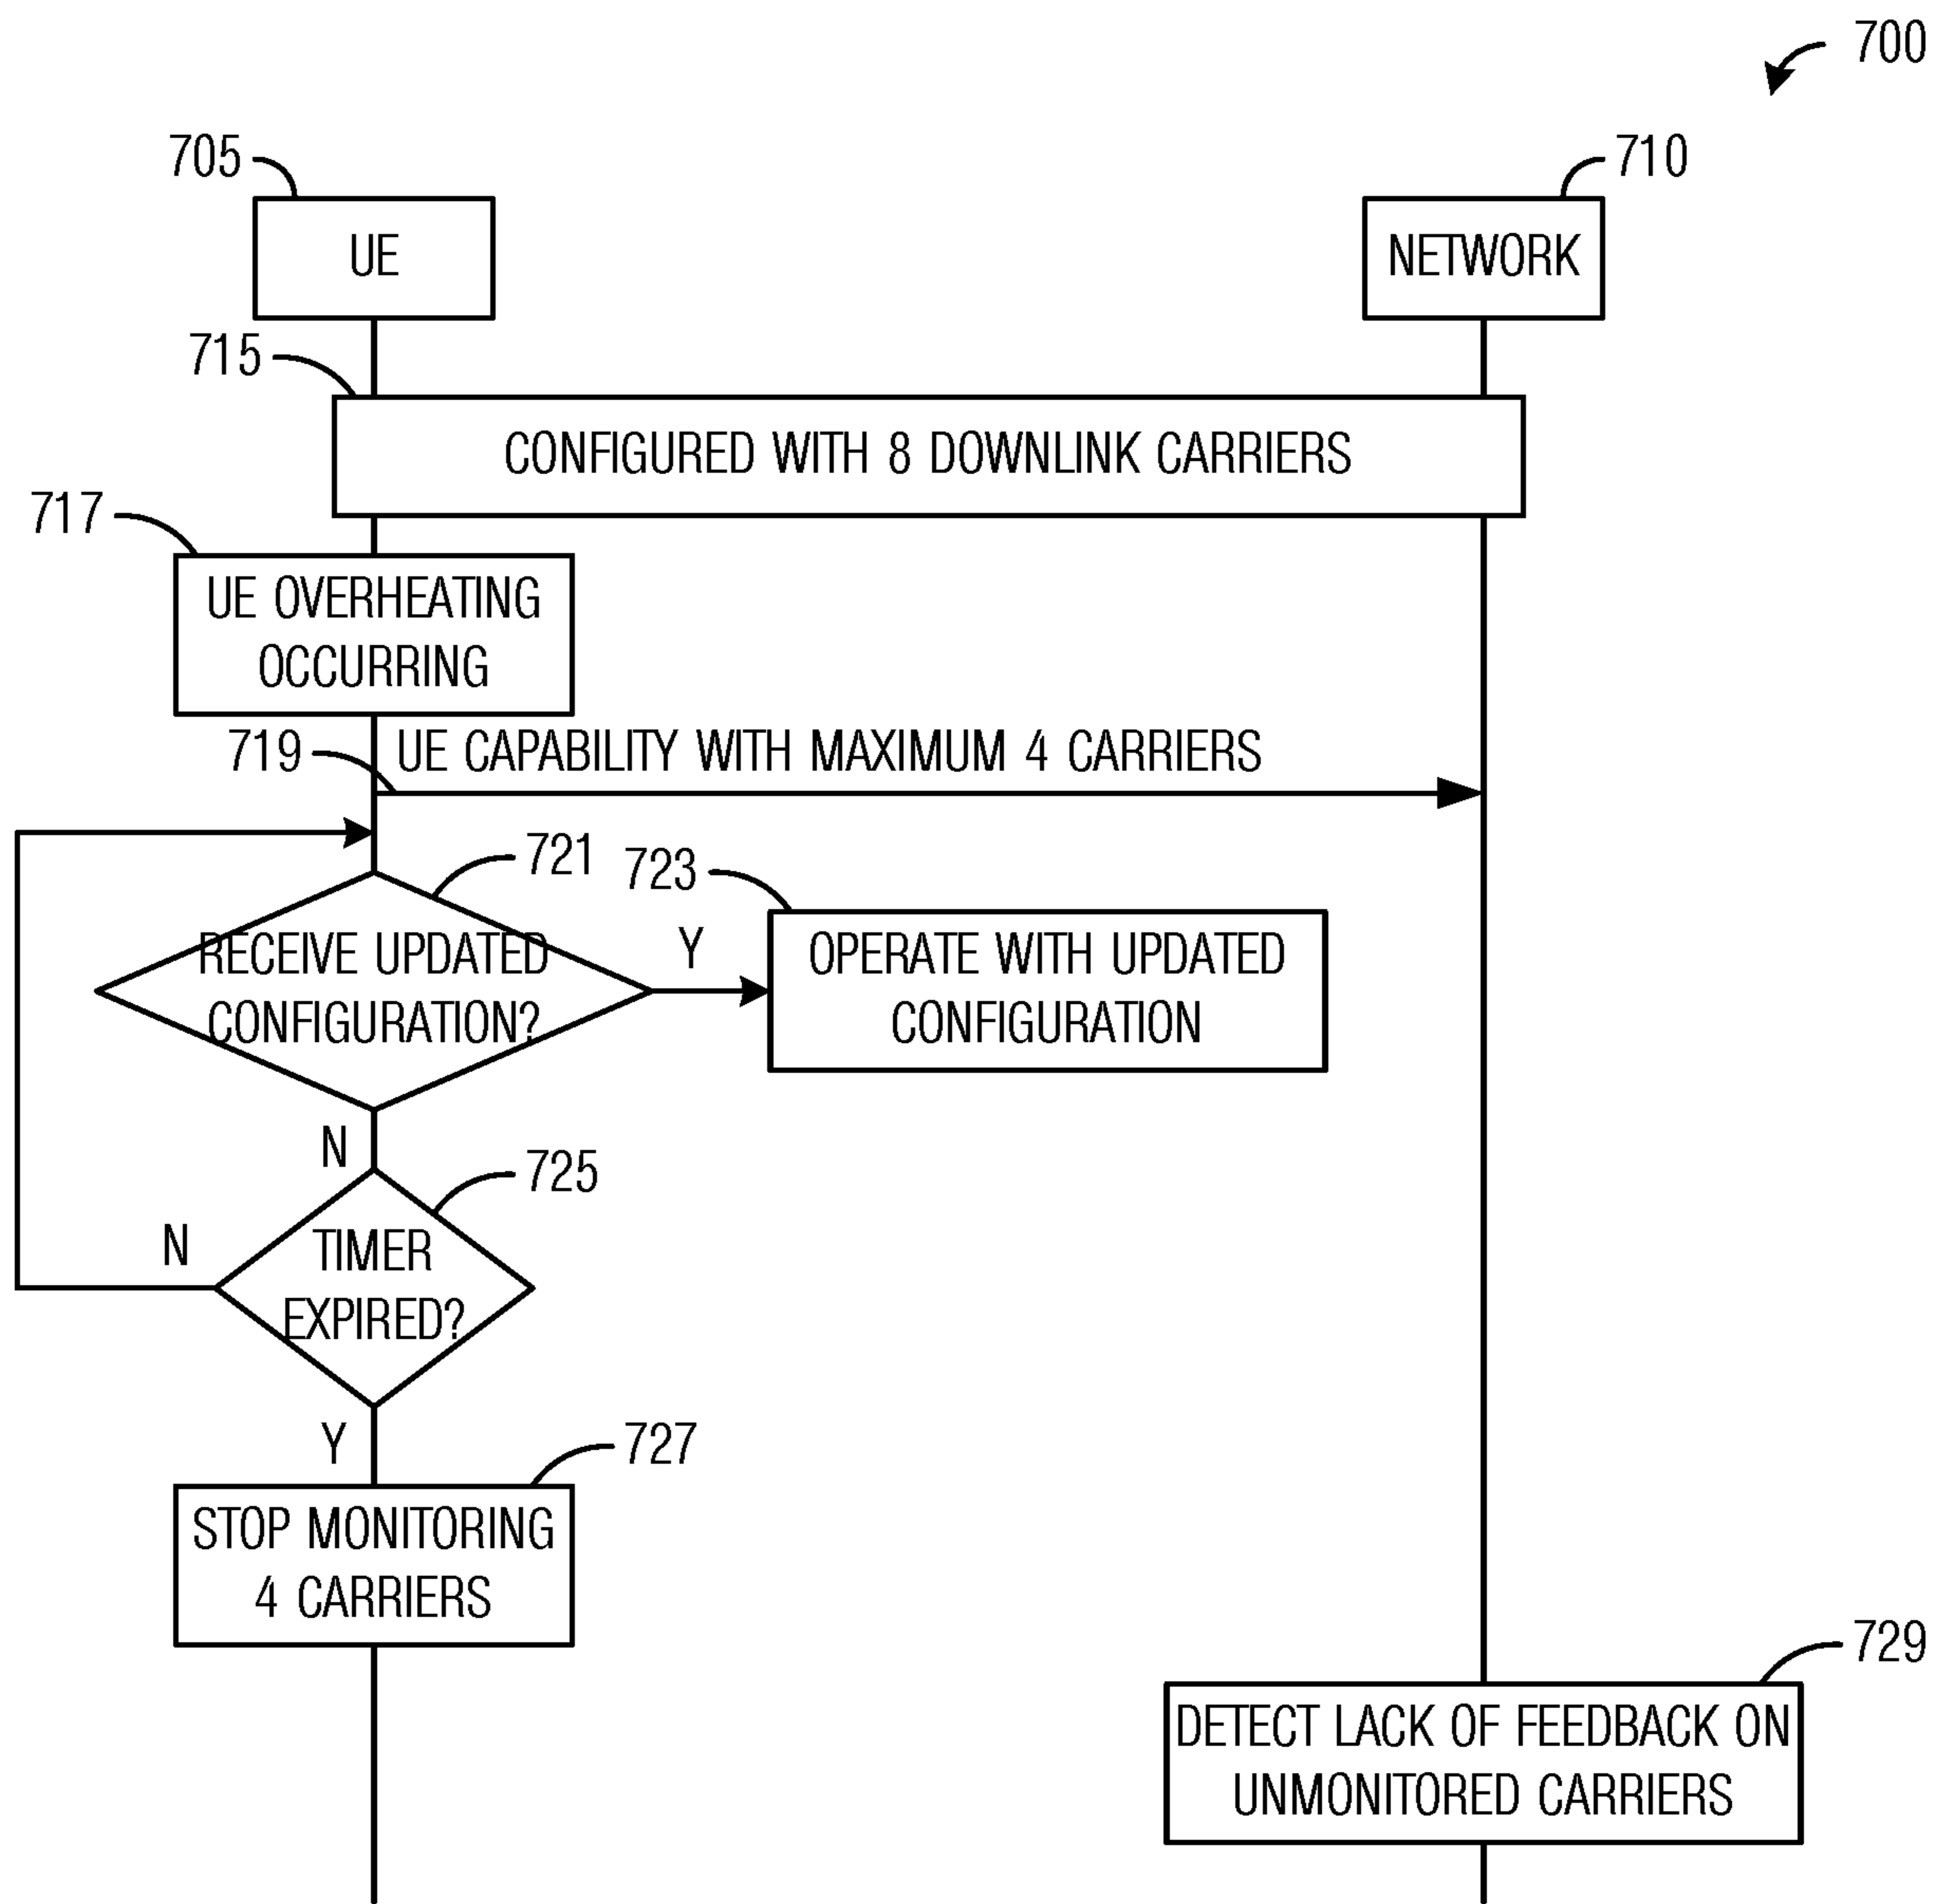 700
705
710
UE
NETWORK
715
CONFIGURED WITH 8 DOWNLINK CARRIERS
717
UE OVERHEATING
OCCURRING
719
UE CAPABILITY WITH MAXIMUM 4 CARRIERS
721
723
RECEIVE UPDATED
CONFIGURATION?
Y
OPERATE WITH UPDATED
CONFIGURATION
N
725
N
TIMER
EXPIRED?
Y
727
STOP MONITORING
4 CARRIERS
729
DETECT LACK OF FEEDBACK ON
UNMONITORED CARRIERS